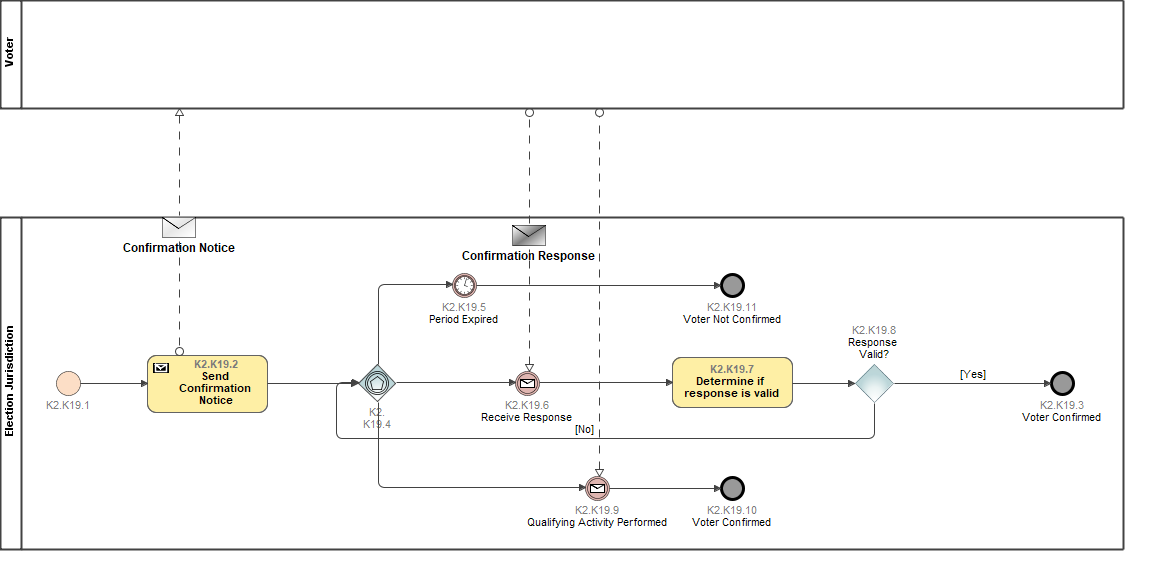 Voter
Election Jurisdiction
Confirmation Notice
Confirmation Response
K2.K19.5
Period Expired
K2.K19.11
Voter Not Confirmed
K2.K19.8
Response
Valid?
K2.K19.1
K2.K19.2
Send
Confirmation
Notice
K2.
K19.4
K2.K19.6
Receive Response
K2.K19.7
Determine if
response is valid
[Yes]
K2.K19.3
Voter Confirmed
[No]
K2.K19.9
Qualifying Activity Performed
K2.K19.10
Voter Confirmed